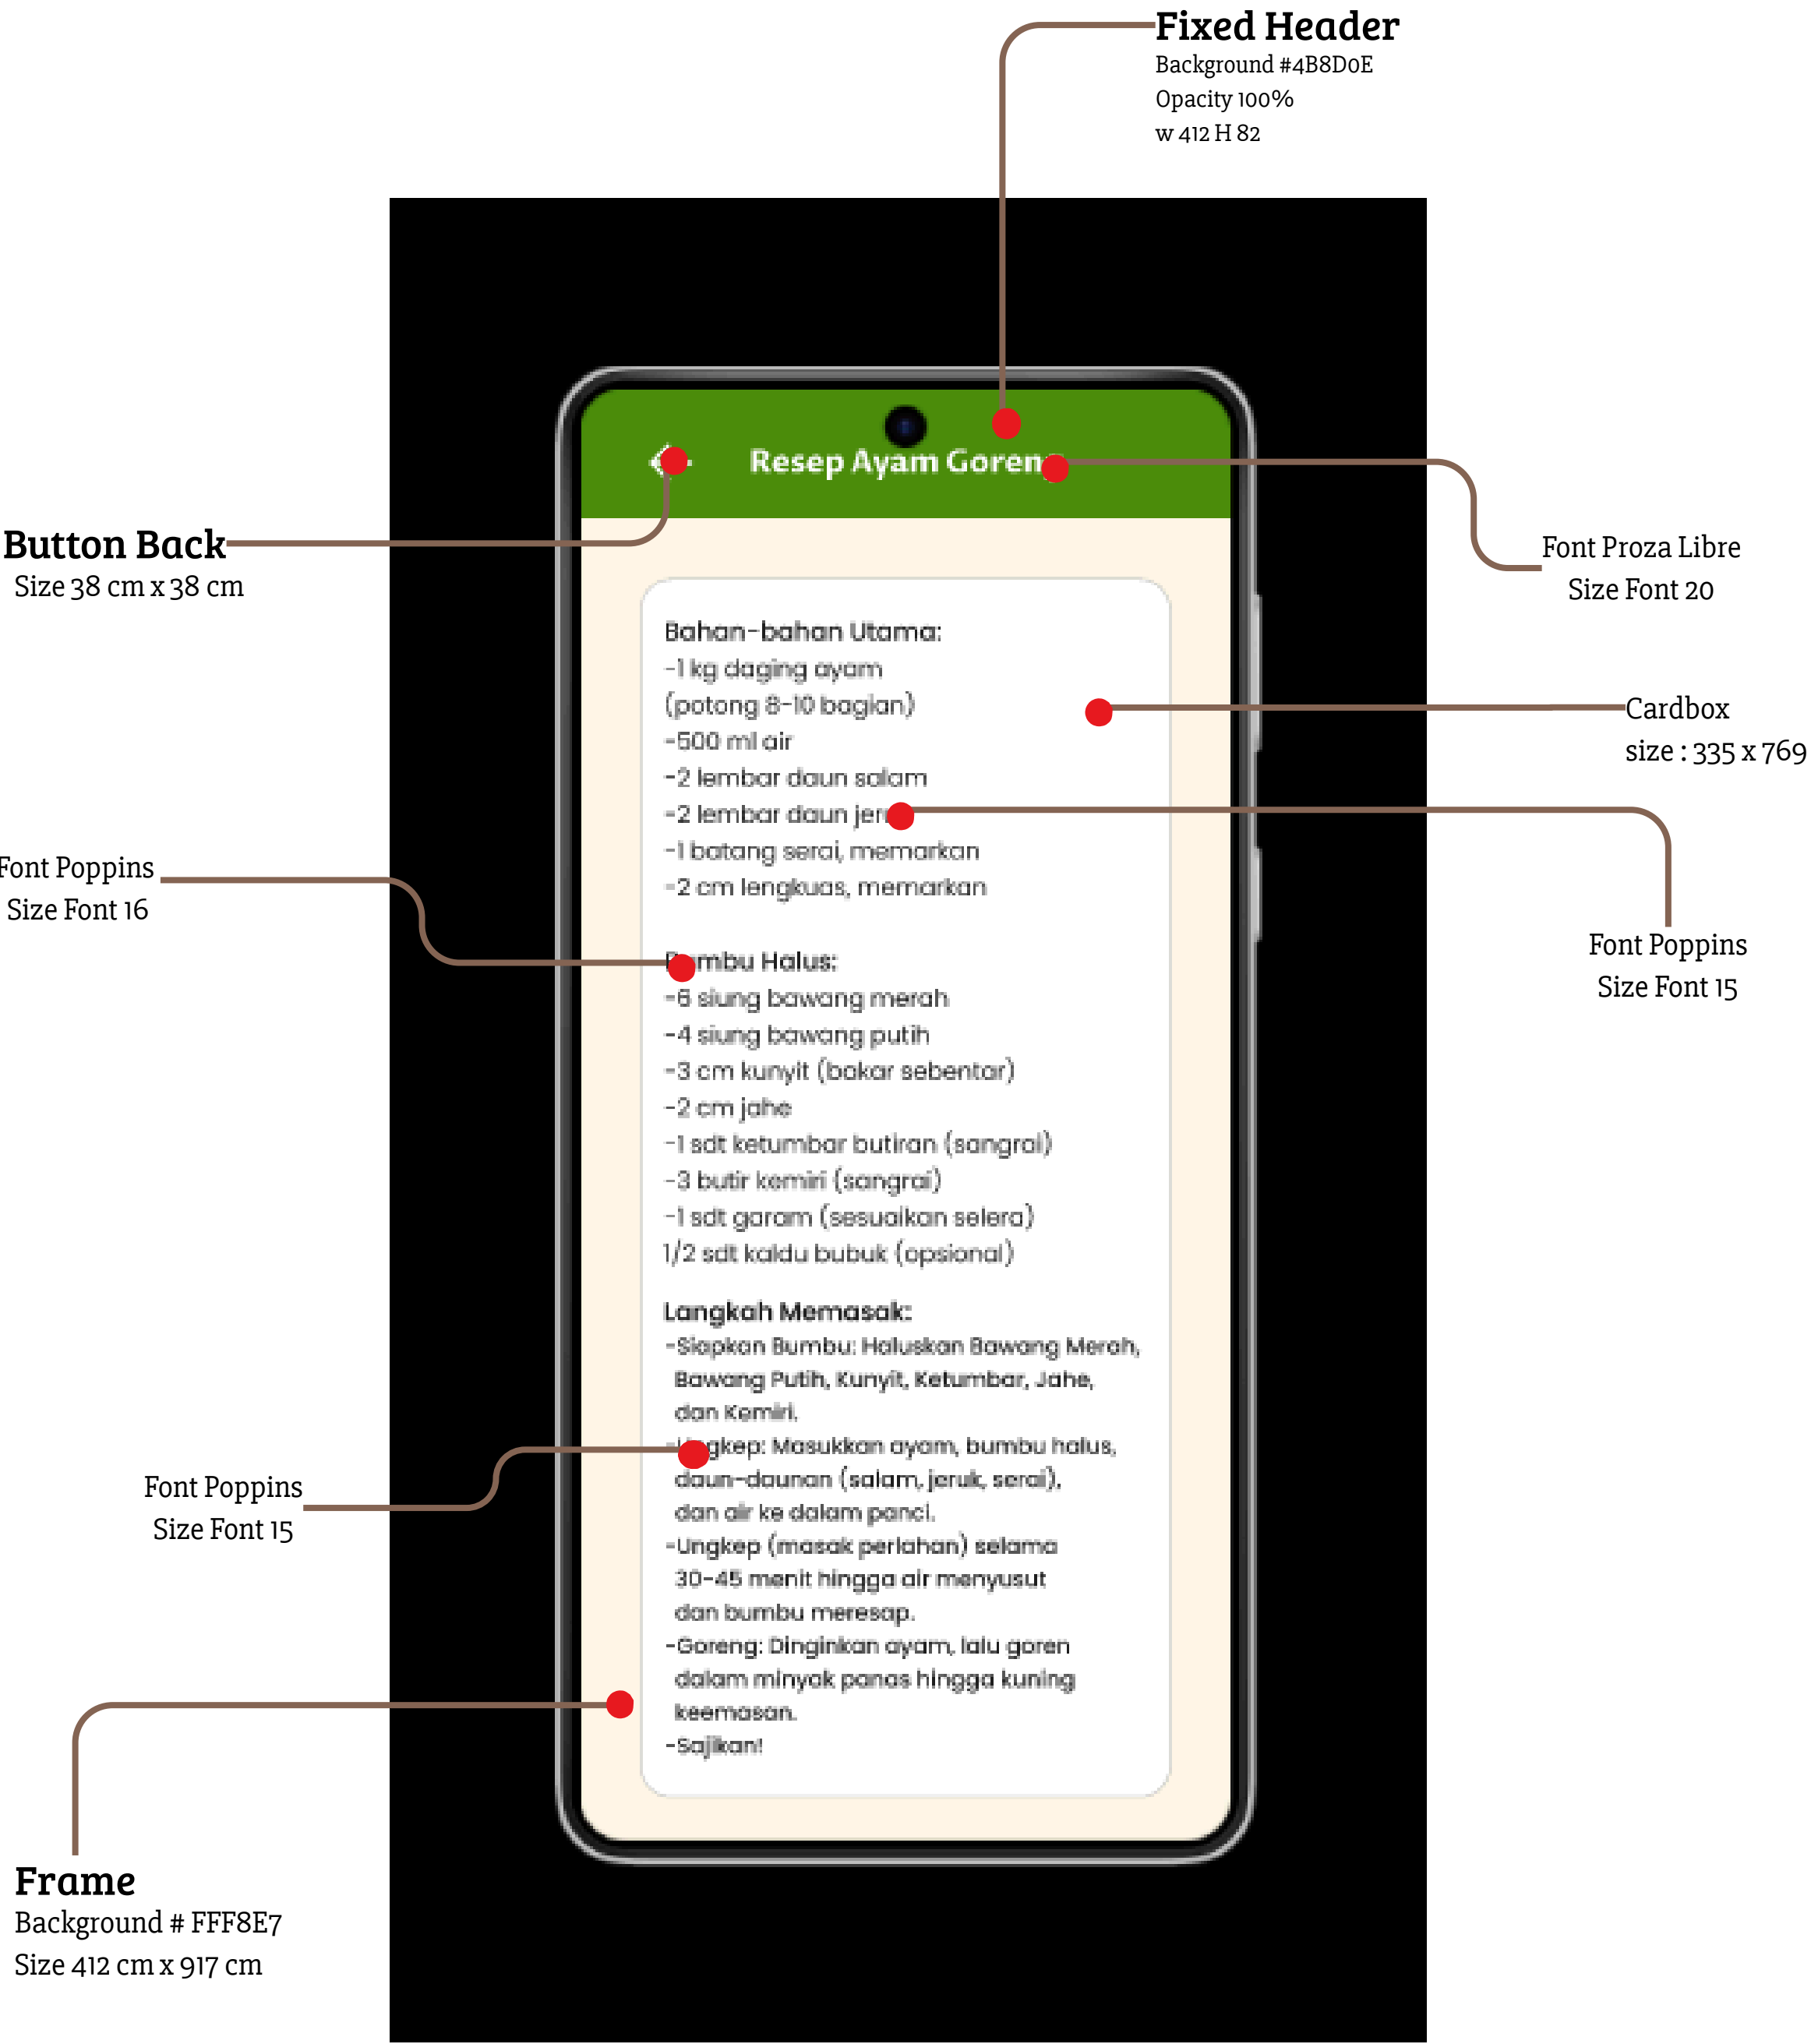 Fixed Header
Background #4B8D0E
Opacity 100%
w 412 H 82
Resep Ayam Goren
Button Back
Size 38 cm x 38 cm
Font Proza Libre
Size Font 20
Bahan-bahan Utama:
-1 kg daging ayam
(potong 8-10 bagian)
-500 ml air
-2 lembar daun salam
-2 lembar daun
-1 batang serai, memarkan
-2 cm lengkuas, memarkan
Cardbox
size : 335 x 769
Font Poppins
Size Font 16
Font Poppins
Size Font 15
Halus:
-6 siung bawang merah
-4 siung bawang putih
-3 cm kunyit (bakar sebentar)
-2 cm jahe
-1 sdt ketumbar butiran (sangrai)
-3 butir kemiri (sangrai)
-1 sdt garam (sesuaikan selera)
1/2 sdt kaldu bubuk (opsional)
Langkah Memasak:
-Siapkan Bumbu: Haluskan Bawang Merah,
Bawang Putih, Kunyit, Ketumbar, Jahe,
dan Kemiri.
Masukkan ayam, bumbu halus,
daun-daunan (salam, jeruk, serai),
dan air ke dalam panci.
-Ungkep (masak perlahan) selama
30-45 menit hingga air menyusut
dan bumbu meresap.
-Goreng: Dinginkan ayam, lalu goren
dalam minyak panas hingga kuning
keemasan.
-Sajikan!
Font Poppins
Size Font 15
Frame
Background # FFF8E7
Size 412 cm x 917 cm